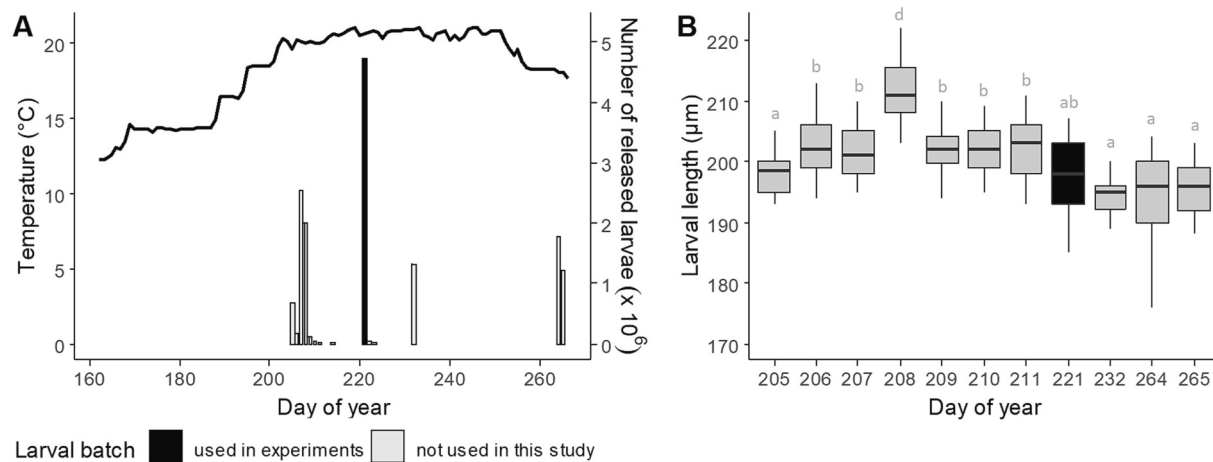 A
Temperature (°C)
20
15
10
5
0
5
4
3
2
1
0
Number of released larvae (x 10⁶)
160 180 200 220 240 260
Day of year
B
Larval length (µm)
220
210
200
190
180
170
a b b d b b b ab a a a
205 206 207 208 209 210 211 221 232 264 265
Day of year
Larval batch used in experiments not used in this study